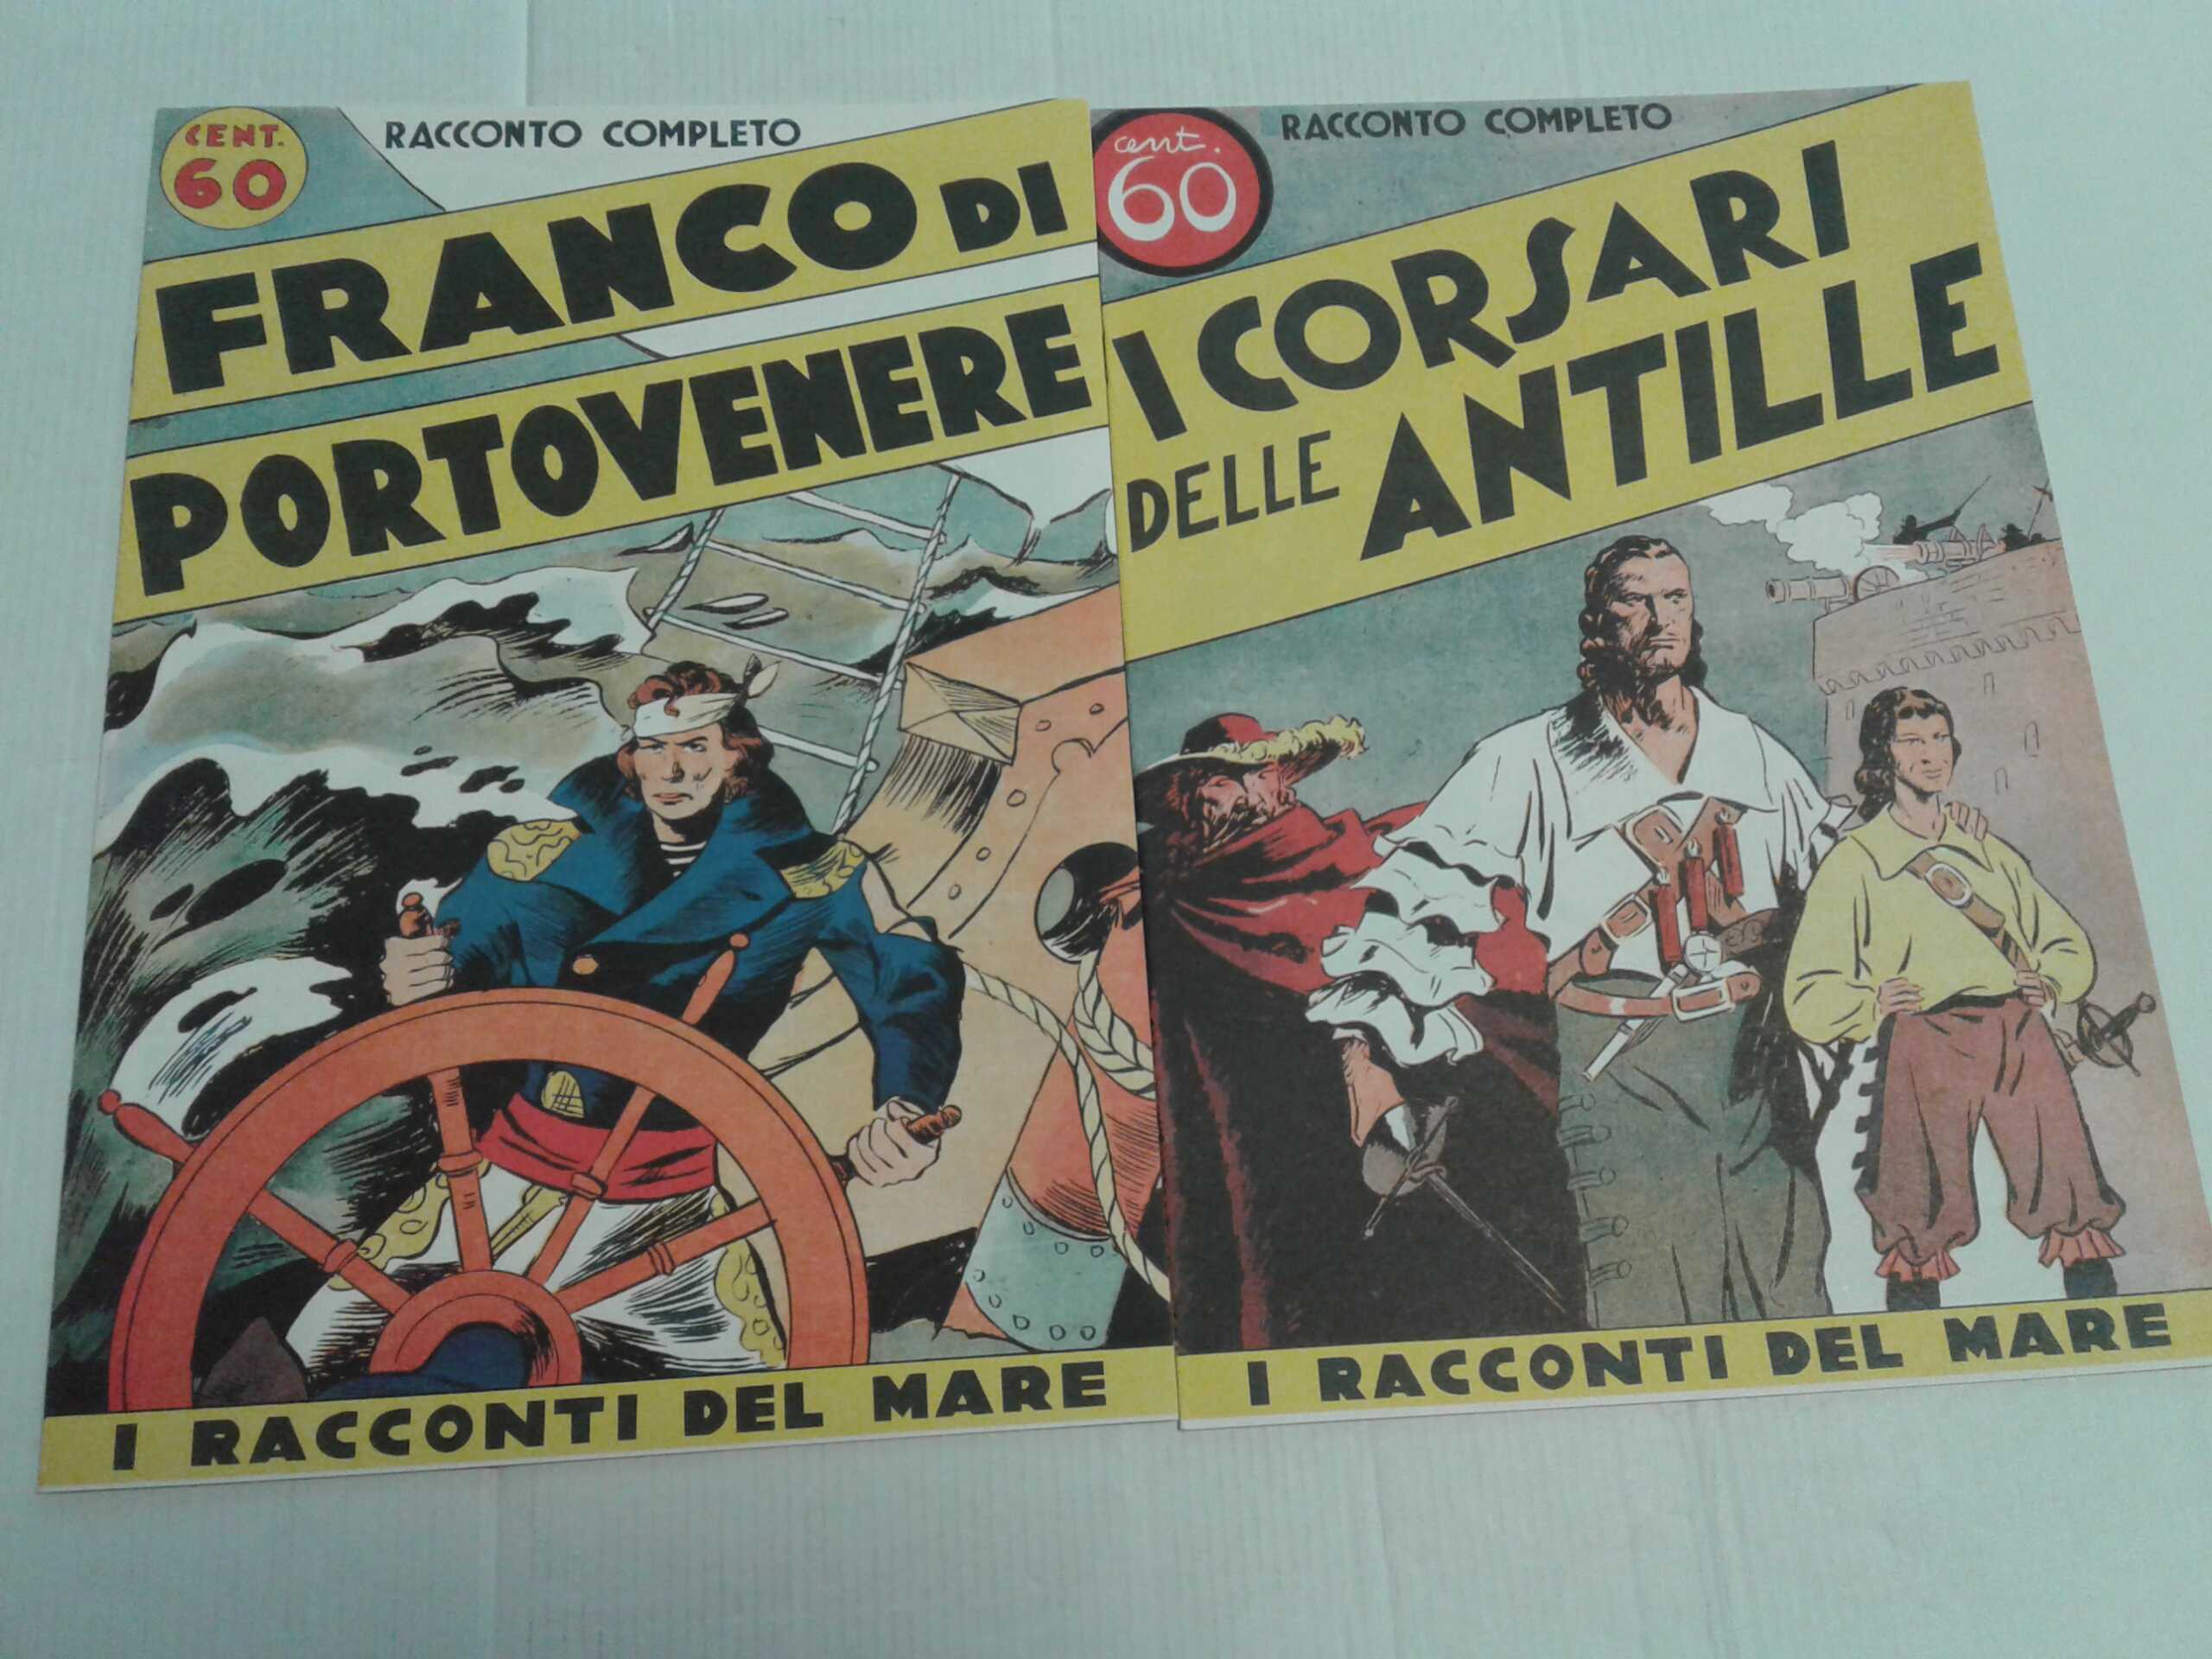 CENT.
60
RACCONTO COMPLETO
FRANCO DI
PORTOVENERE
I RACCONTI DEL MARE
cent.
60
RACCONTO COMPLETO
I CORSARI
DELLE ANTILLE
I RACCONTI DEL MARE